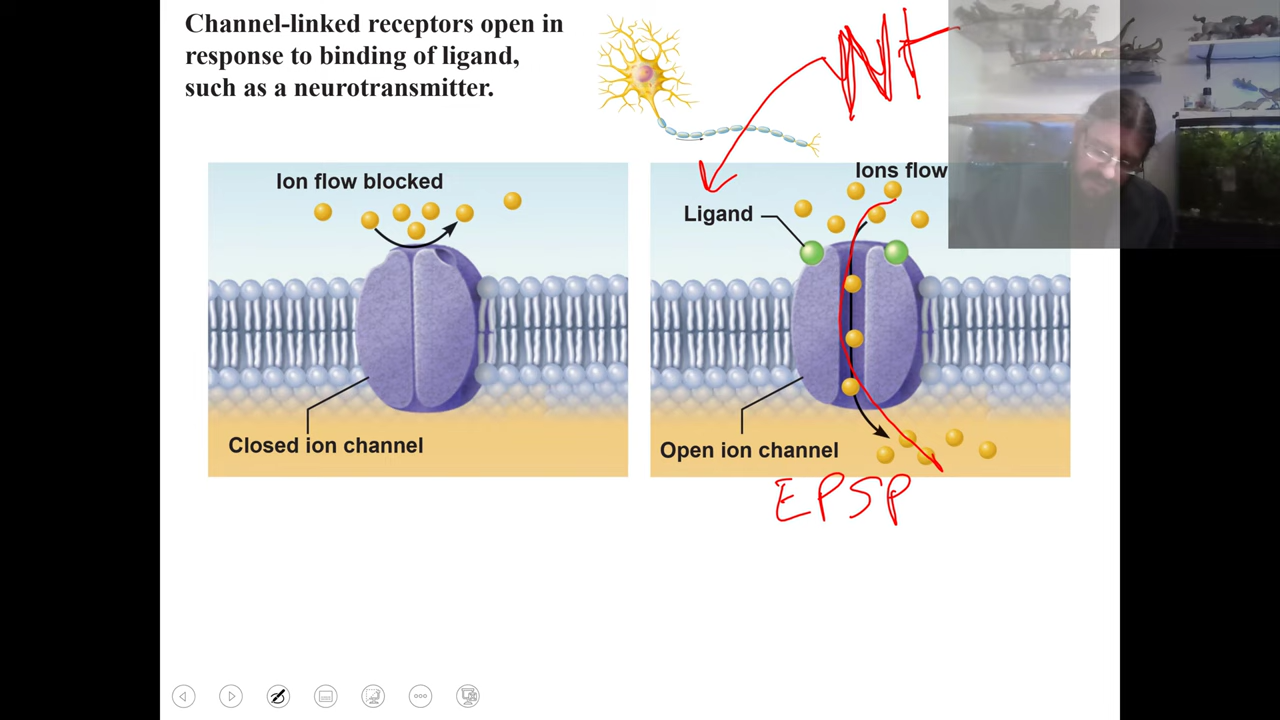 Channel-linked receptors open in
response to binding of ligand,
such as a neurotransmitter.
Nt
Ion flow blocked
Closed ion channel
Ions flow
Ligand
Open ion channel
EPSP